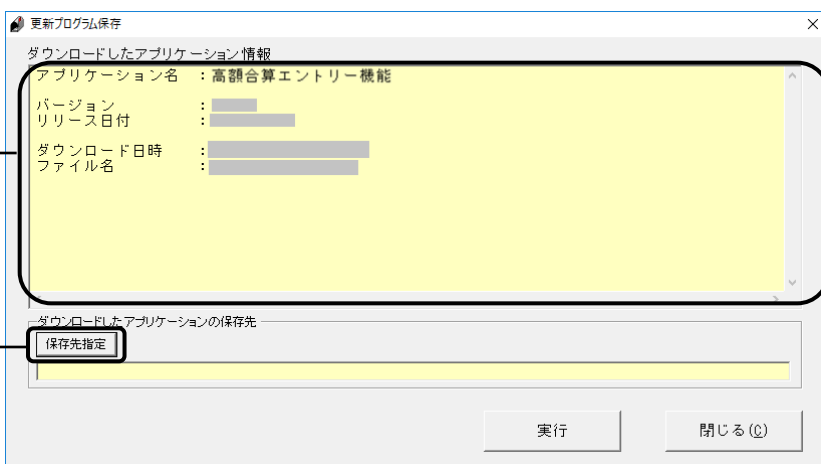 更新プログラム保存
ダウンロードしたアプリケーション情報
アプリケーション名 ：高額合算エントリー機能
バージョン ：
リリース日付 ：
ダウンロード日時 ：
ファイル名 ：
ダウンロードしたアプリケーションの保存先
保存先指定
実行
閉じる(C)